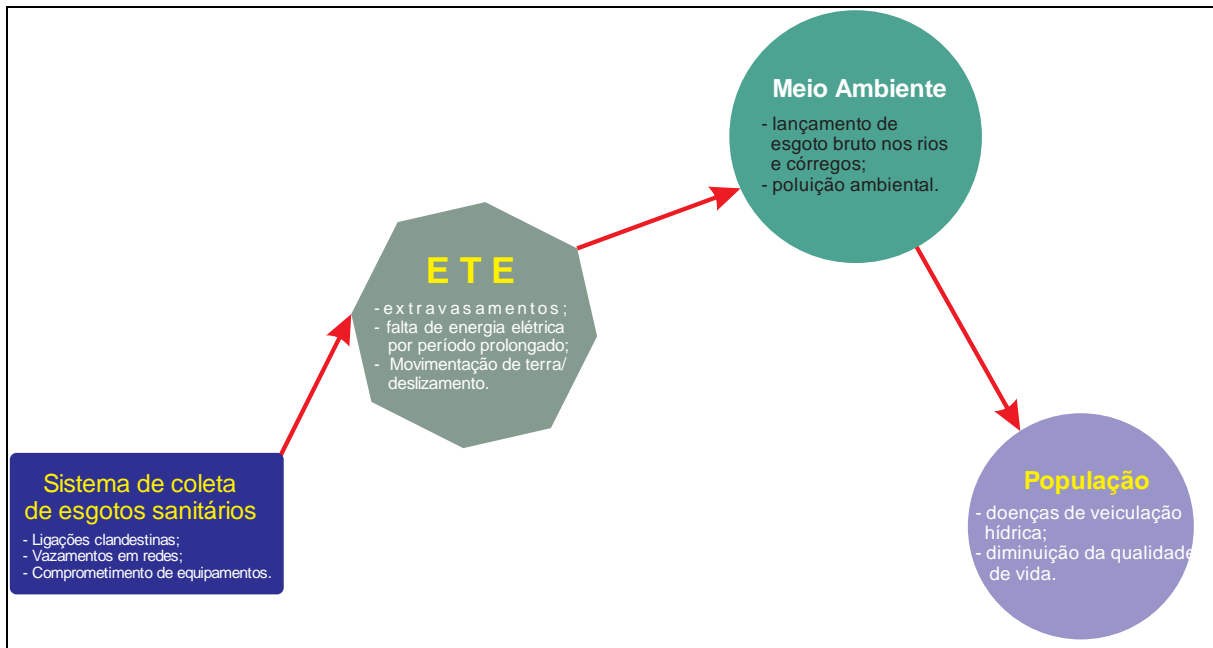 Sistema de coleta
de esgotos sanitários
- Ligações clandestinas;
- Vazamentos em redes;
- Comprometimento de equipamentos.
E T E
- extravasamentos;
- falta de energia elétrica
por período prolongado;
- Movimentação de terra/
deslizamento.
Meio Ambiente
- lançamento de
esgoto bruto nos rios
e córregos;
- poluição ambiental.
População
- doenças de veiculação
hídrica;
- diminuição da qualidade
de vida.